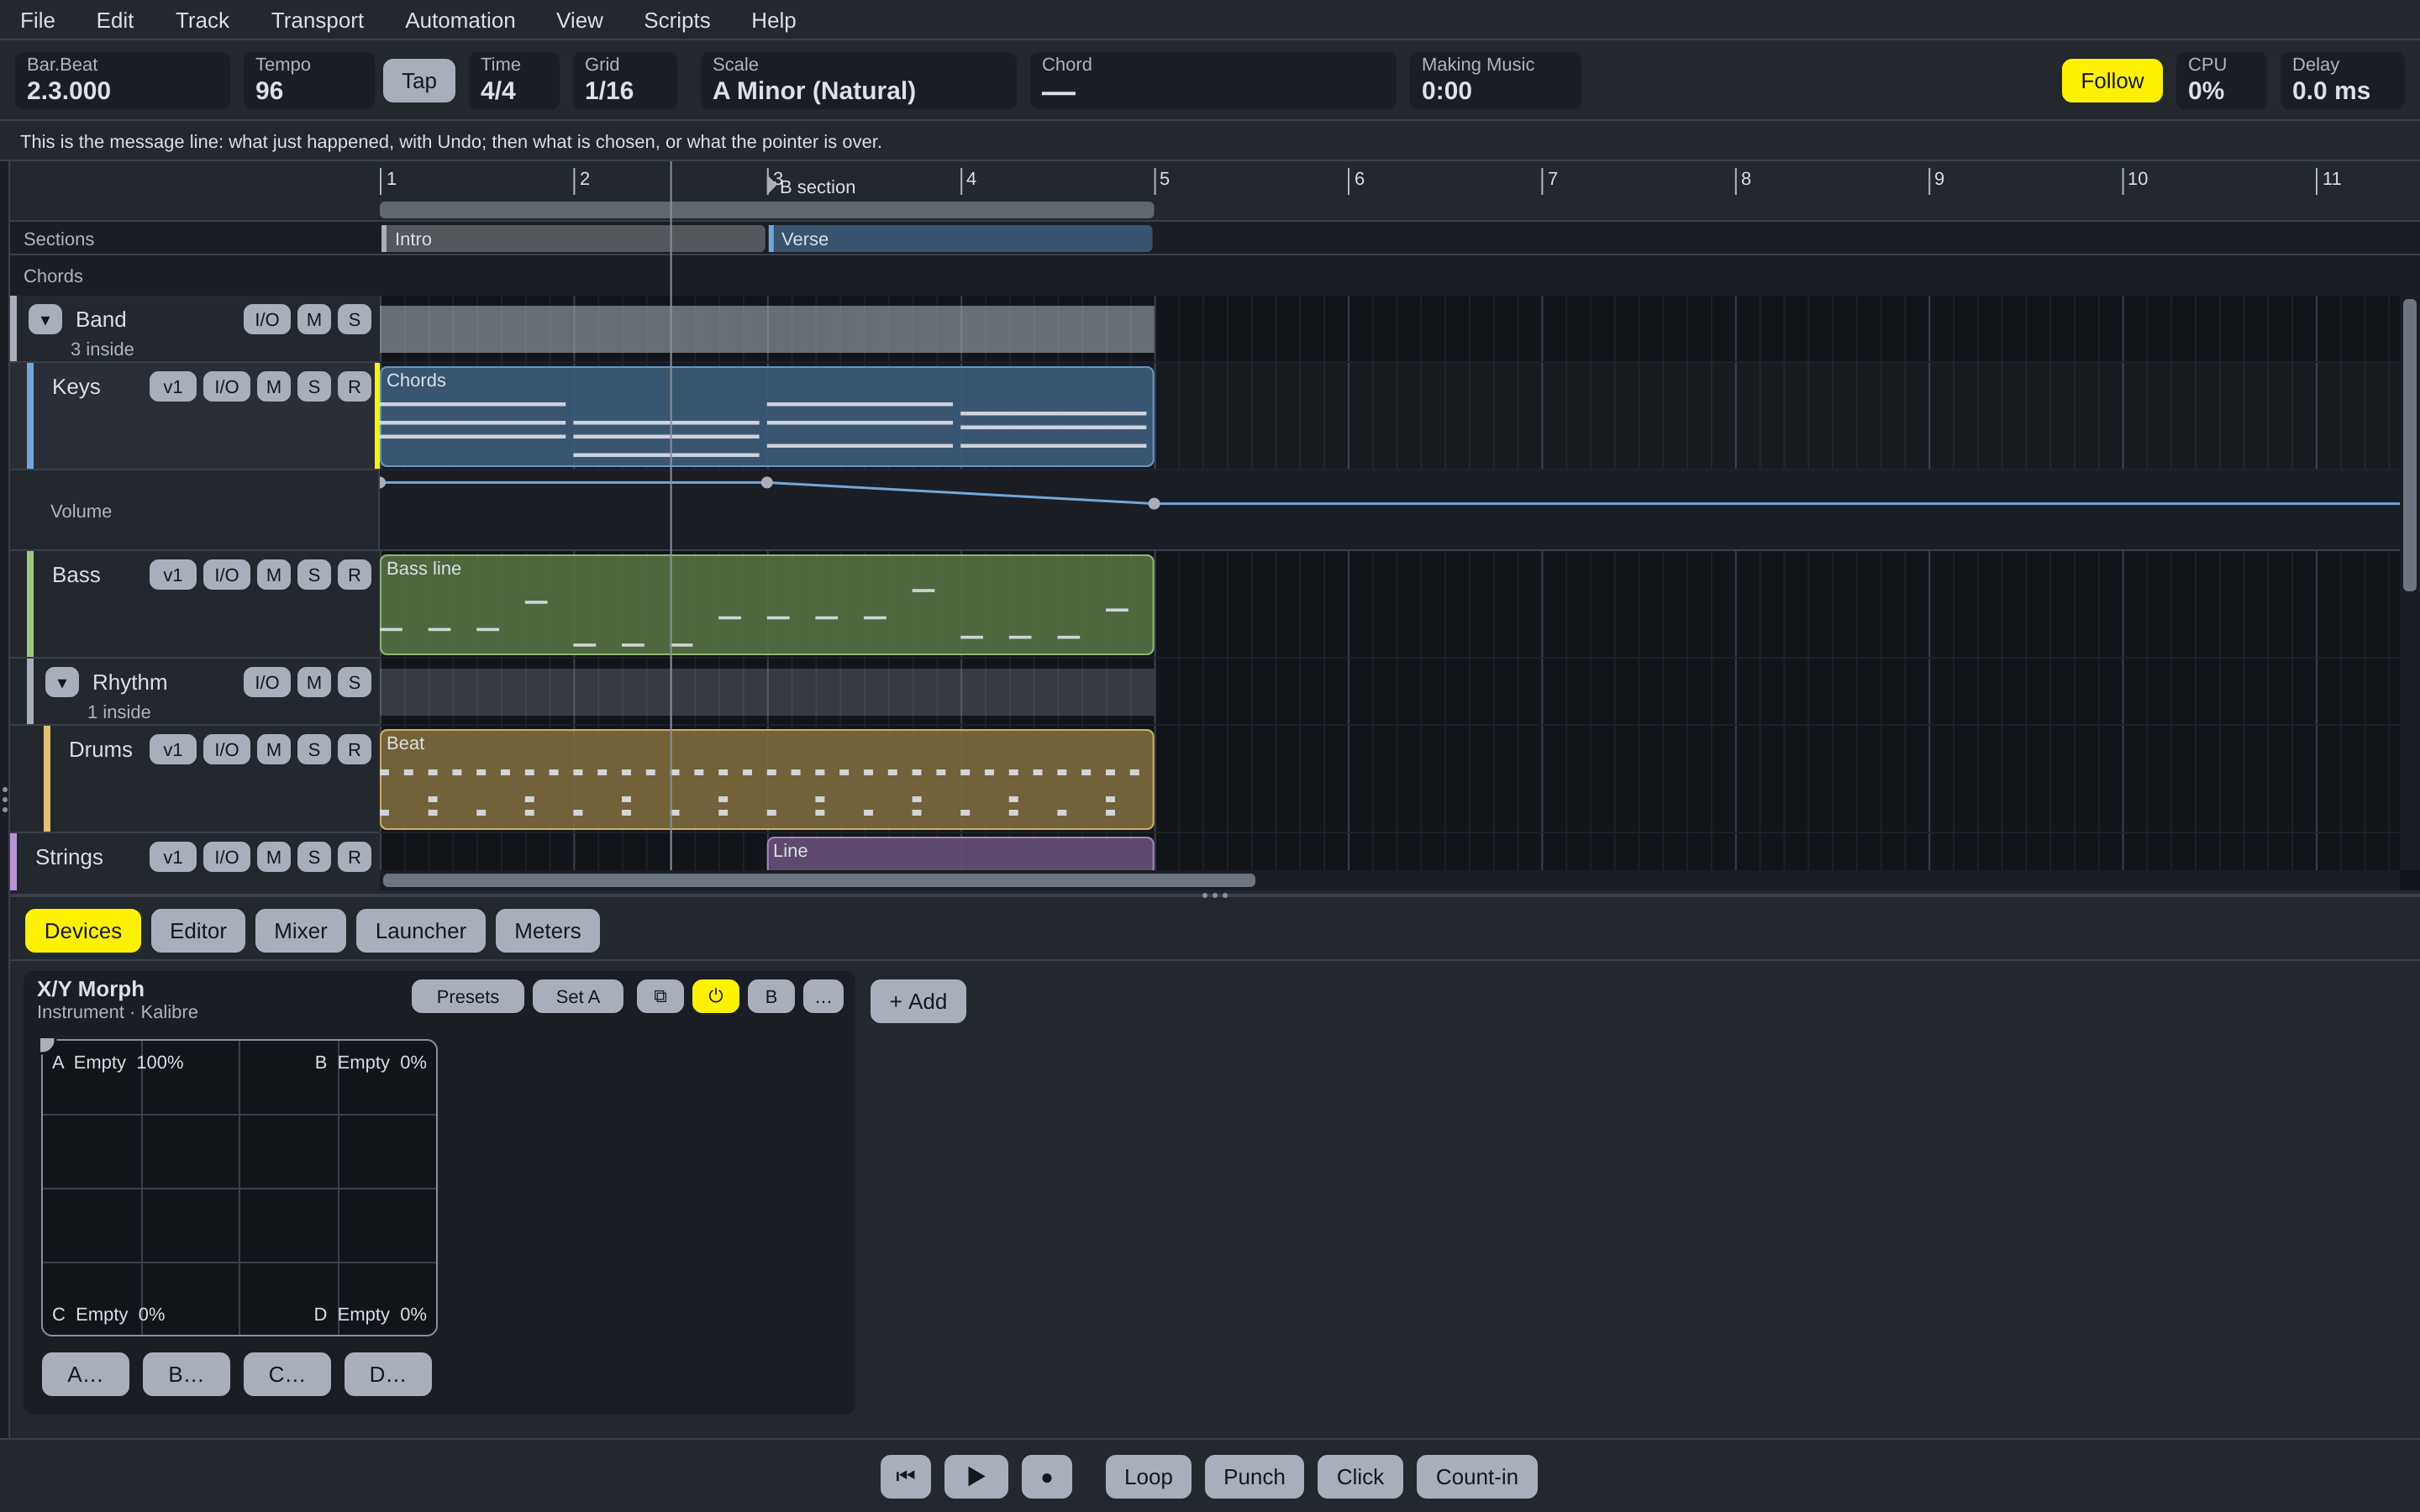 File Edit Track Transport Automation View Scripts Help
Bar.Beat Tempo Time Grid Scale Chord Making Music CPU Delay
2.3.000 96 Tap 4/4 1/16 A Minor (Natural) — 0:00 Follow 0% 0.0 ms
This is the message line: what just happened, with Undo; then what is chosen, or what the pointer is over.
1 2 3 4 5 6 7 8 9 10 11
B section
Sections Intro Verse
Chords
Band I/O M S
3 inside
Keys v1 I/O M S R Chords
Volume
Bass v1 I/O M S R Bass line
Rhythm I/O M S
1 inside
Drums v1 I/O M S R Beat
Strings v1 I/O M S R Line
Devices Editor Mixer Launcher Meters
X/Y Morph Presets Set A B … + Add
Instrument · Kalibre
A Empty 100% B Empty 0%
C Empty 0% D Empty 0%
A… B… C… D…
Loop Punch Click Count-in